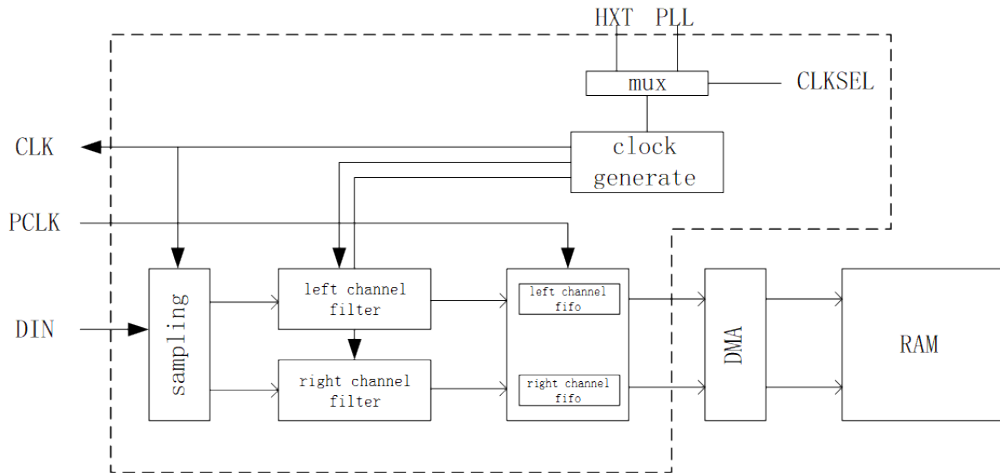 HXT PLL
mux
CLKSEL
CLK
clock
generate
PCLK
DIN
sampling
left channel
filter
right channel
filter
left channel
fifo
right channel
fifo
DMA
RAM